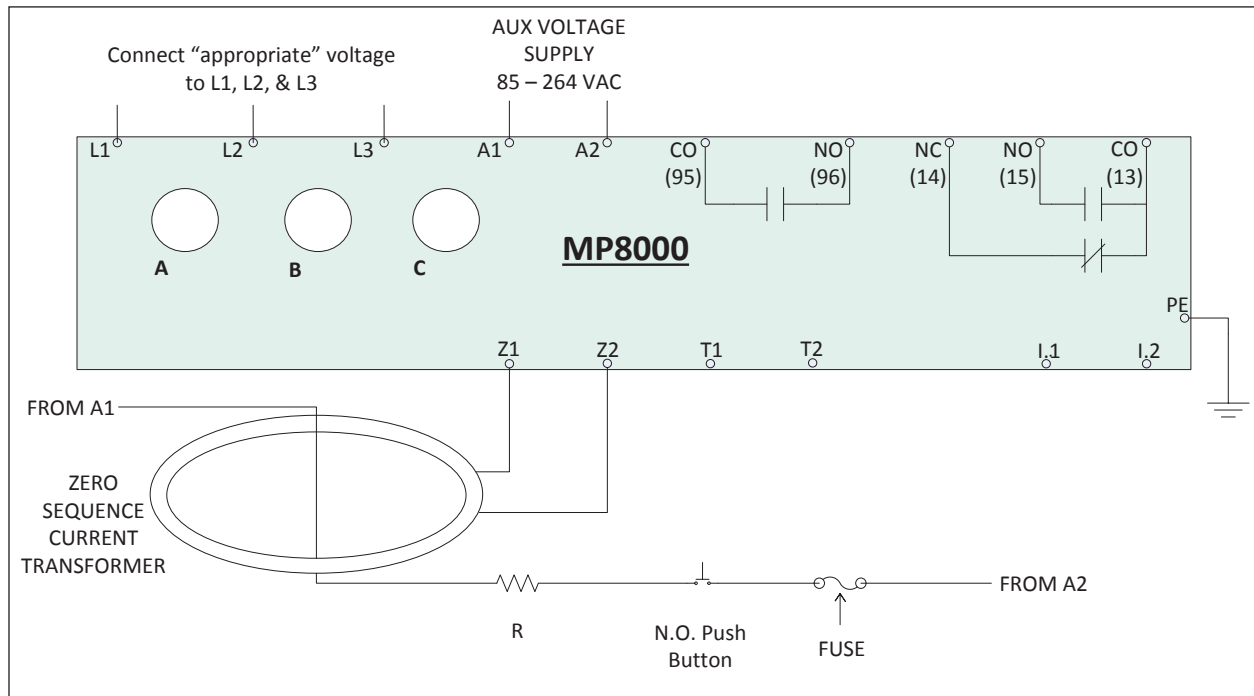 Connect “appropriate” voltage
to L1, L2, & L3
AUX VOLTAGE
SUPPLY
85 – 264 VAC
L1
L2
L3
A1
A2
CO
(95)
NO
(96)
NC
(14)
NO
(15)
CO
(13)
A
B
C
MP8000
PE
Z1
Z2
T1
T2
I.1
I.2
FROM A1
ZERO
SEQUENCE
CURRENT
TRANSFORMER
R
N.O. Push
Button
FUSE
FROM A2